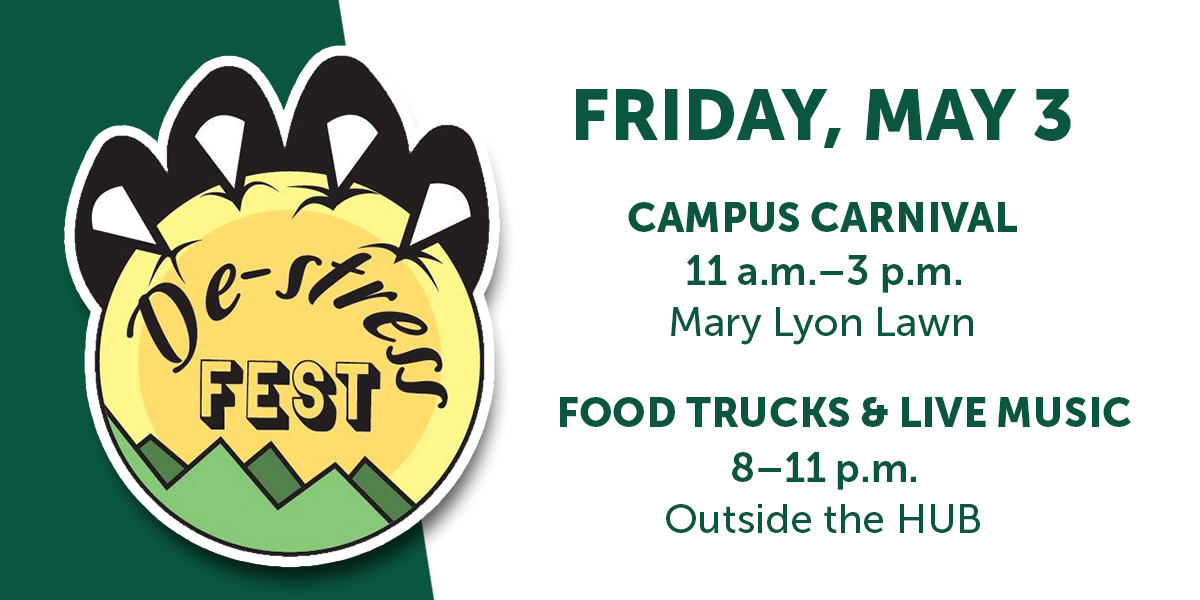 De-stress
FEST
FRIDAY, MAY 3
CAMPUS CARNIVAL
11 a.m.–3 p.m.
Mary Lyon Lawn
FOOD TRUCKS & LIVE MUSIC
8–11 p.m.
Outside the HUB